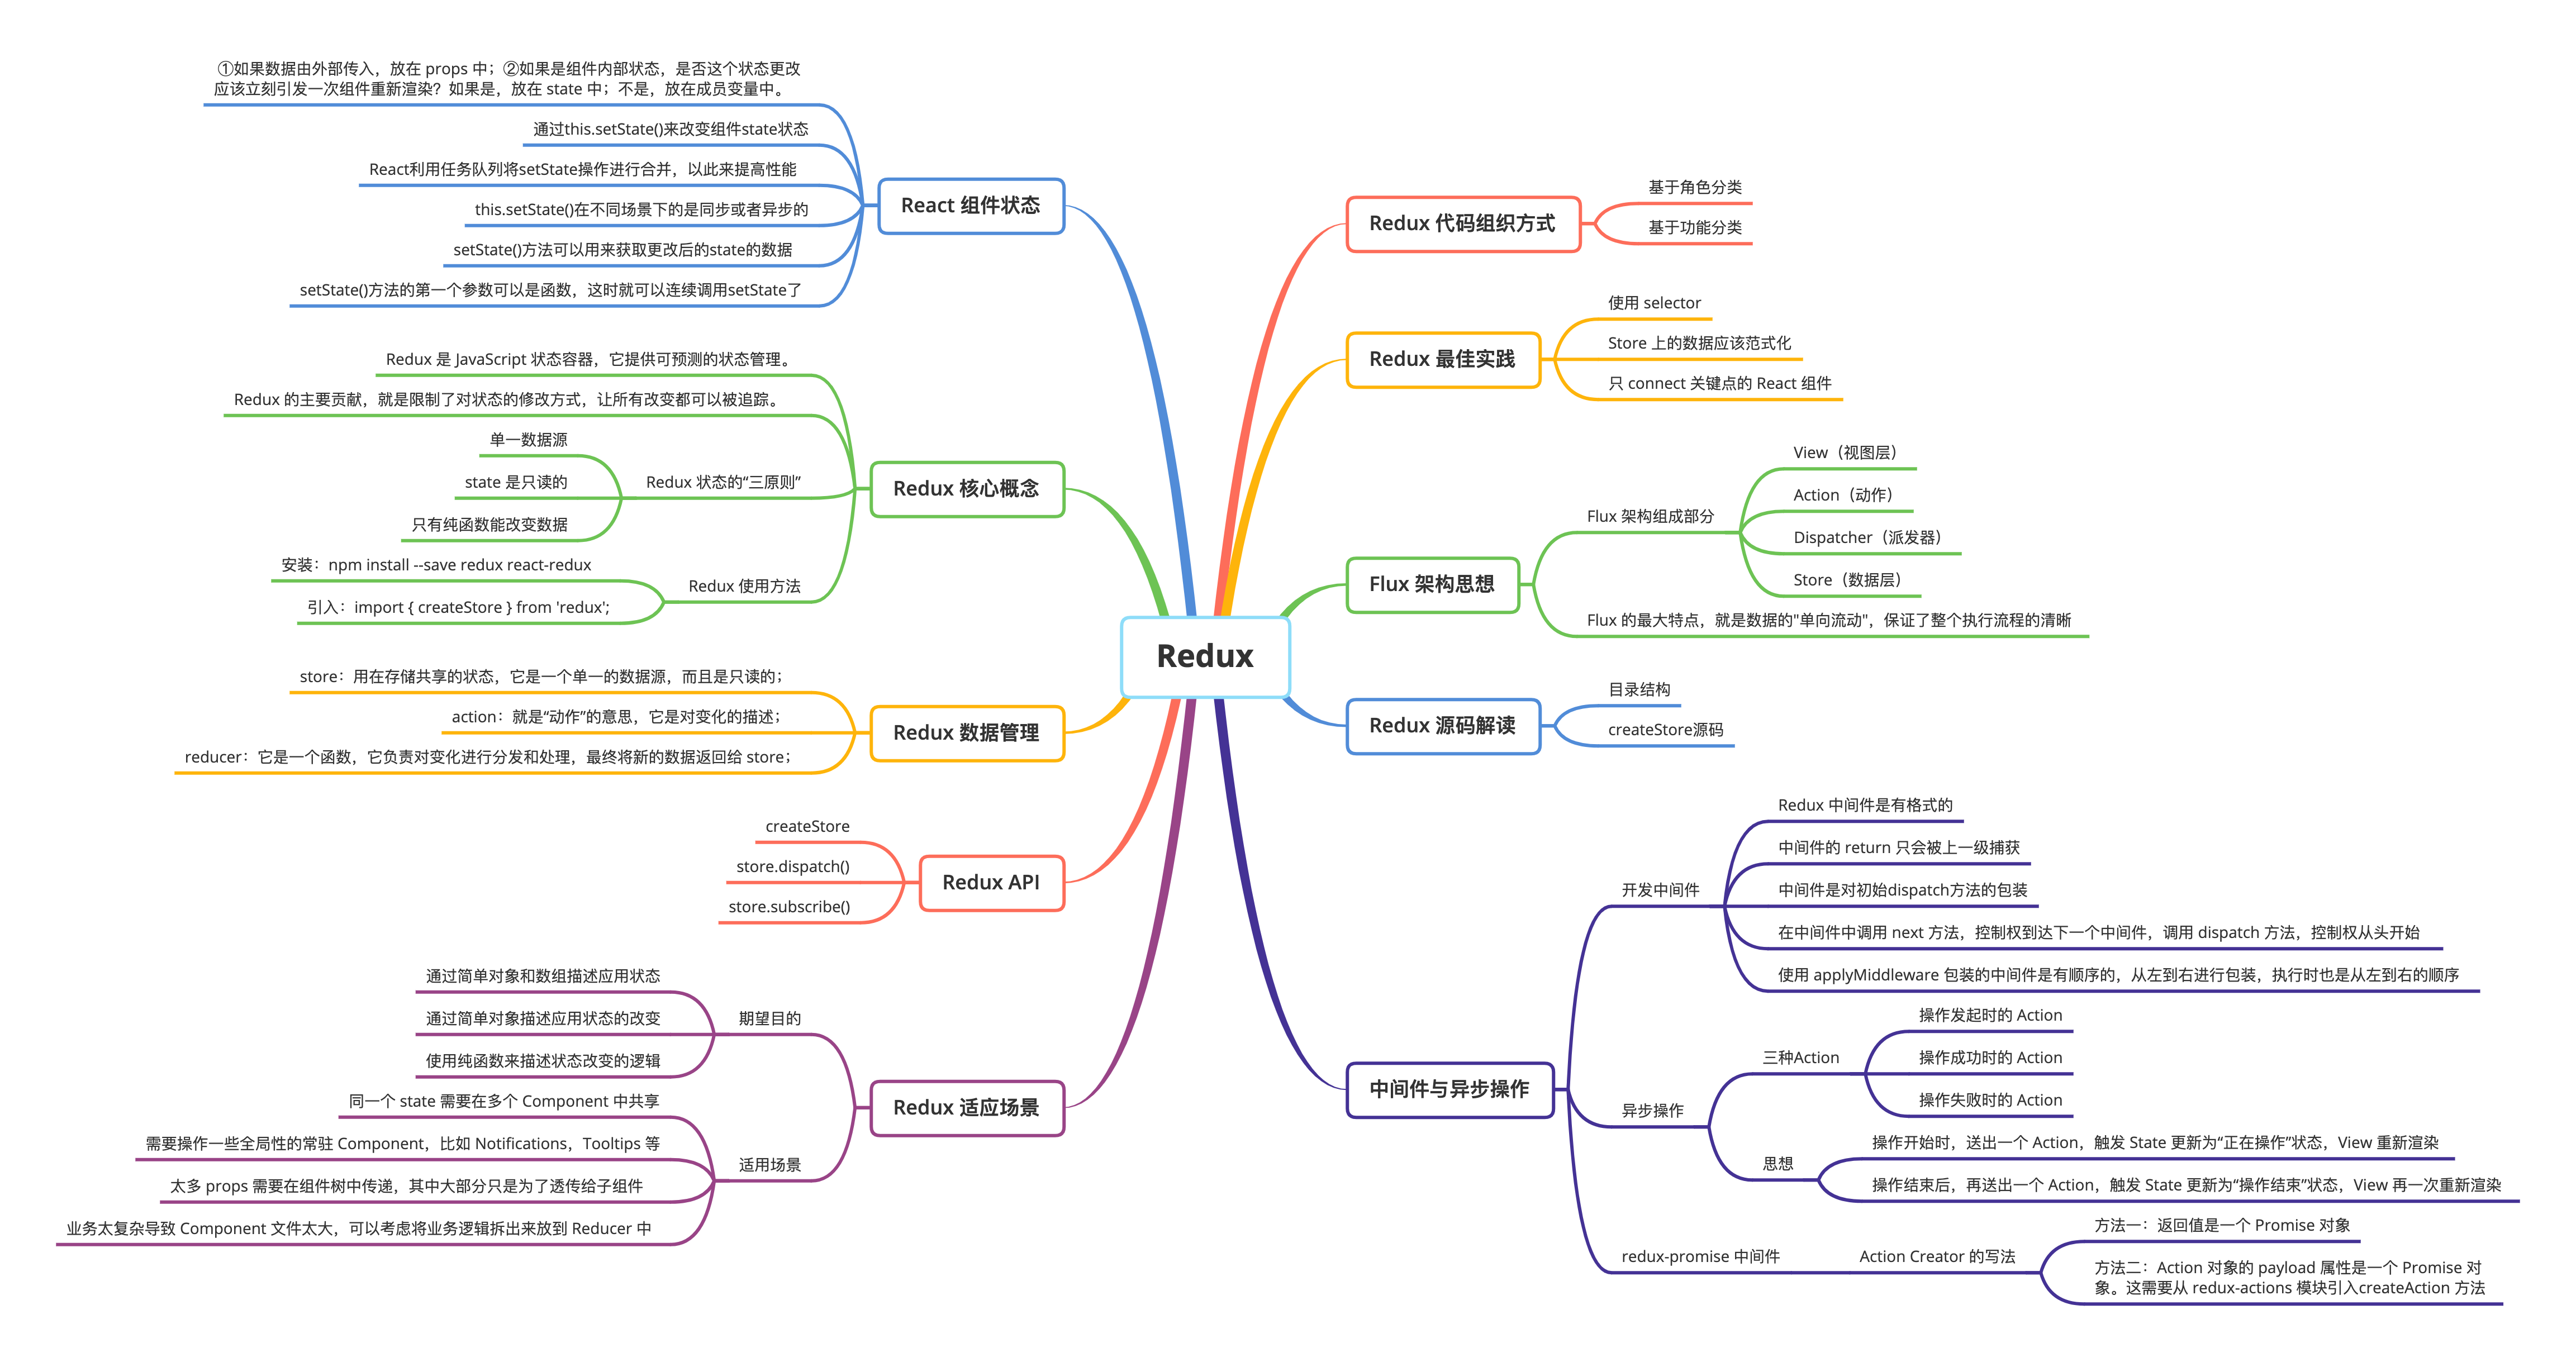 Redux
React 组件状态
①如果数据由外部传入，放在 props 中；②如果是组件内部状态，是否这个状态更改
应该立刻引发一次组件重新渲染？如果是，放在 state 中；不是，放在成员变量中。
通过this.setState()来改变组件state状态
React利用任务队列将setState操作进行合并，以此来提高性能
this.setState()在不同场景下的是同步或者异步的
setState()方法可以用来获取更改后的state的数据
setState()方法的第一个参数可以是函数，这时就可以连续调用setState了
Redux 核心概念
Redux 是 JavaScript 状态容器，它提供可预测的状态管理。
Redux 的主要贡献，就是限制了对状态的修改方式，让所有改变都可以被追踪。
Redux 状态的“三原则”
单一数据源
state 是只读的
只有纯函数能改变数据
Redux 使用方法
安装：npm install --save redux react-redux
引入：import { createStore } from 'redux';
Redux 数据管理
store：用在存储共享的状态，它是一个单一的数据源，而且是只读的；
action：就是“动作”的意思，它是对变化的描述；
reducer：它是一个函数，它负责对变化进行分发和处理，最终将新的数据返回给 store；
Redux API
createStore
store.dispatch()
store.subscribe()
Redux 适应场景
期望目的
通过简单对象和数组描述应用状态
通过简单对象描述应用状态的改变
使用纯函数来描述状态改变的逻辑
适用场景
同一个 state 需要在多个 Component 中共享
需要操作一些全局性的常驻 Component，比如 Notifications，Tooltips 等
太多 props 需要在组件树中传递，其中大部分只是为了透传给子组件
业务太复杂导致 Component 文件太大，可以考虑将业务逻辑拆出来放到 Reducer 中
Redux 代码组织方式
基于角色分类
基于功能分类
Redux 最佳实践
使用 selector
Store 上的数据应该范式化
只 connect 关键点的 React 组件
Flux 架构思想
Flux 架构组成部分
View（视图层）
Action（动作）
Dispatcher（派发器）
Store（数据层）
Flux 的最大特点，就是数据的"单向流动"，保证了整个执行流程的清晰
Redux 源码解读
目录结构
createStore源码
中间件与异步操作
开发中间件
Redux 中间件是有格式的
中间件的 return 只会被上一级捕获
中间件是对初始dispatch方法的包装
在中间件中调用 next 方法，控制权到达下一个中间件，调用 dispatch 方法，控制权从头开始
使用 applyMiddleware 包装的中间件是有顺序的，从左到右进行包装，执行时也是从左到右的顺序
异步操作
三种Action
操作发起时的 Action
操作成功时的 Action
操作失败时的 Action
思想
操作开始时，送出一个 Action，触发 State 更新为“正在操作”状态，View 重新渲染
操作结束后，再送出一个 Action，触发 State 更新为“操作结束”状态，View 再一次重新渲染
redux-promise 中间件
Action Creator 的写法
方法一：返回值是一个 Promise 对象
方法二：Action 对象的 payload 属性是一个 Promise 对
象。这需要从 redux-actions 模块引入createAction 方法